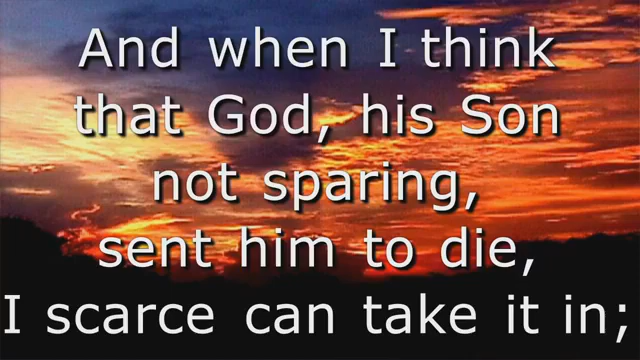 And when I think
that God, his Son
not sparing,
sent him to die,
I scarce can take it in;